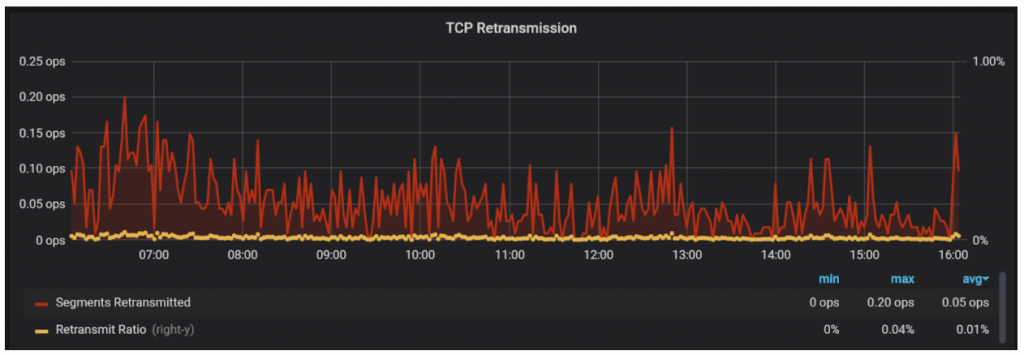 TCP Retransmission
0.25 ops
1.00%
0.20 ops
0.15 ops
0.10 ops
0.05 ops
0 ops
0%
07:00 08:00 09:00 10:00 11:00 12:00 13:00 14:00 15:00 16:00
min max avg
Segments Retransmitted 0 ops 0.20 ops 0.05 ops
Retransmit Ratio (right-y) 0% 0.04% 0.01%